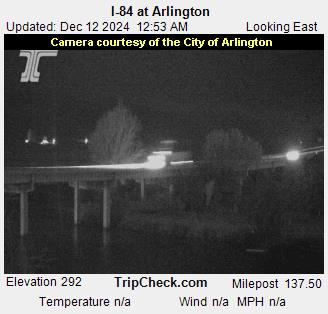 I-84 at Arlington
Updated: Dec 12 2024 12:53 AM Looking East
Camera courtesy of the City of Arlington
Elevation 292 TripCheck.com Milepost 137.50
Temperature n/a Wind n/a MPH n/a